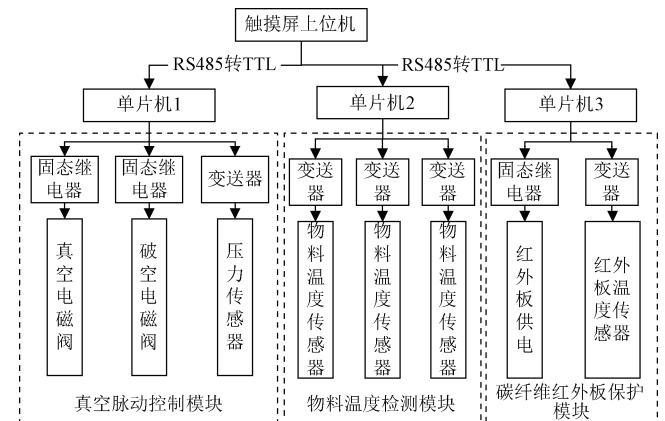 触摸屏上位机
RS485转TTL
RS485转TTL
单片机1
单片机2
单片机3
固态继
电器
固态继
电器
变送器
变送
器
变送
器
变送
器
固态继
电器
变送
器
真空电磁阀
破空电磁阀
压力传感器
物料温度传感器
物料温度传感器
物料温度传感器
红外板供电
红外
板温
度传
感器
真空脉动控制模块
物料温度检测模块
碳纤维红外板保护
模块